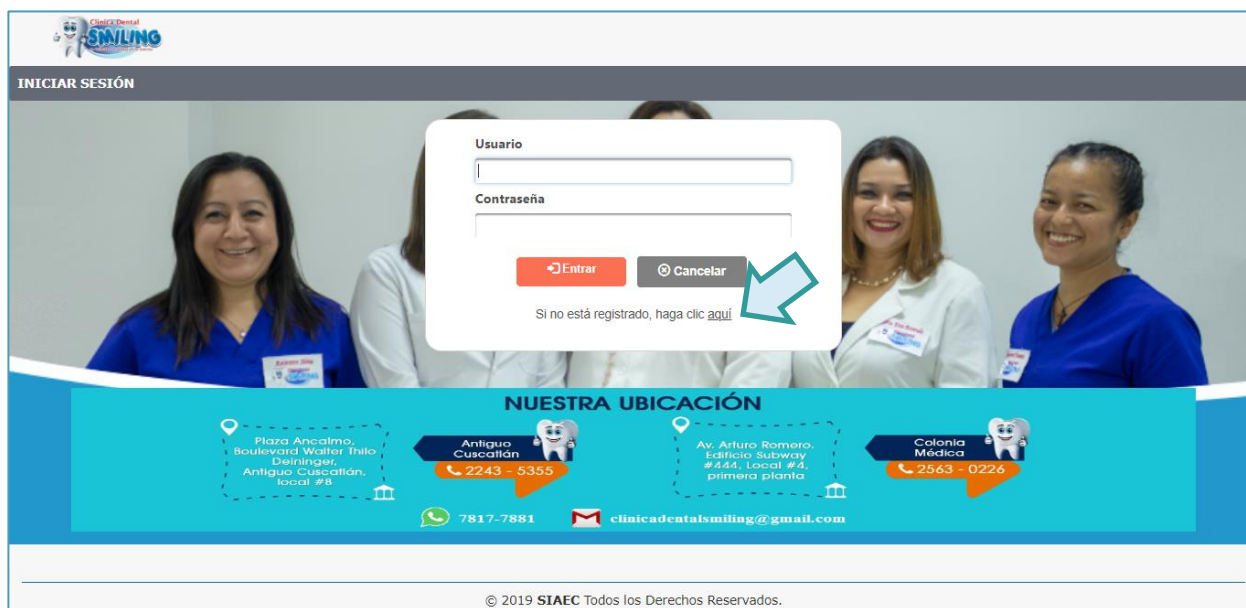 Clínica Dental
SMILING
INICIAR SESIÓN
Usuario
Contraseña
Entrar
Cancelar
Si no está registrado, haga clic aquí
NUESTRA UBICACIÓN
Plaza Ancalmo,
Boulevard Walter Thilo
Deininger,
Antiguo Cuscatlán,
local #8
Antiguo
Cuscatlán
2243 - 5355
Av. Arturo Romero,
Edificio Subway
#444, Local #4,
primera planta
Colonia
Médica
2563 - 0226
7817-7881
clinicadentalsmiling@gmail.com
© 2019 SIAEC Todos los Derechos Reservados.